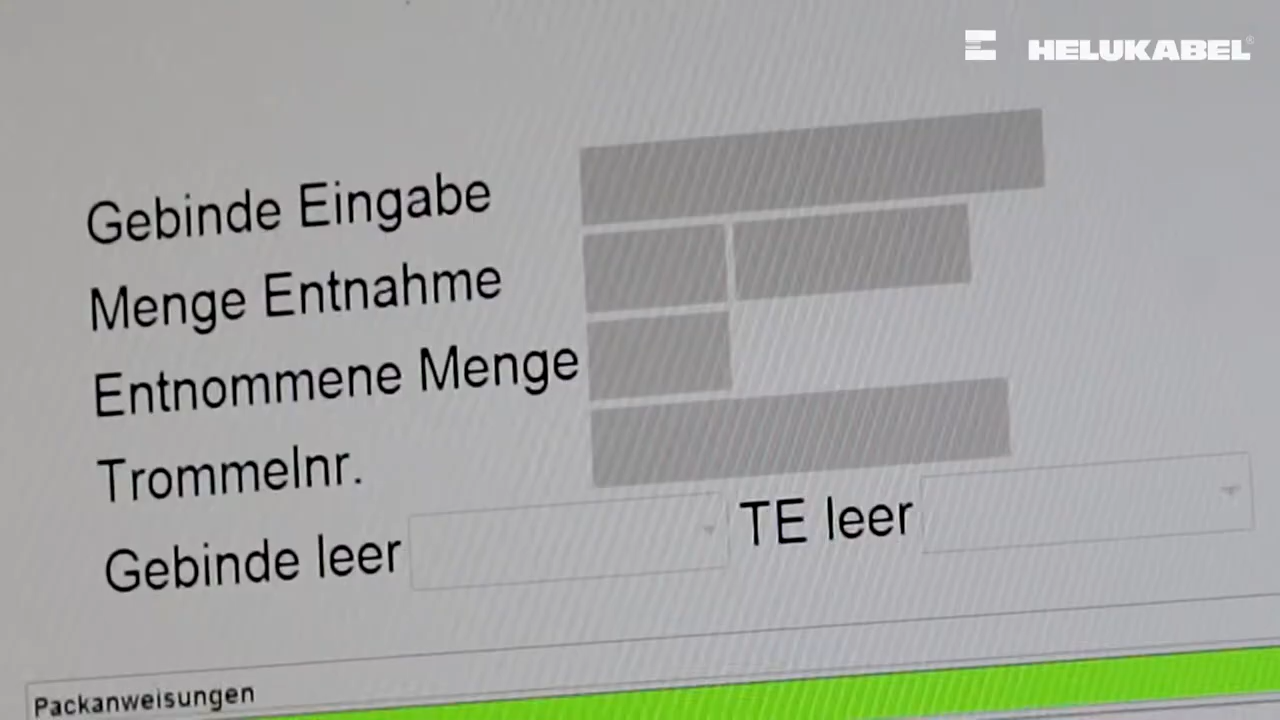 HELUKABEL®
Gebinde Eingabe
Menge Entnahme
Entnommene Menge
Trommelnr.
Gebinde leer TE leer
Packanweisungen